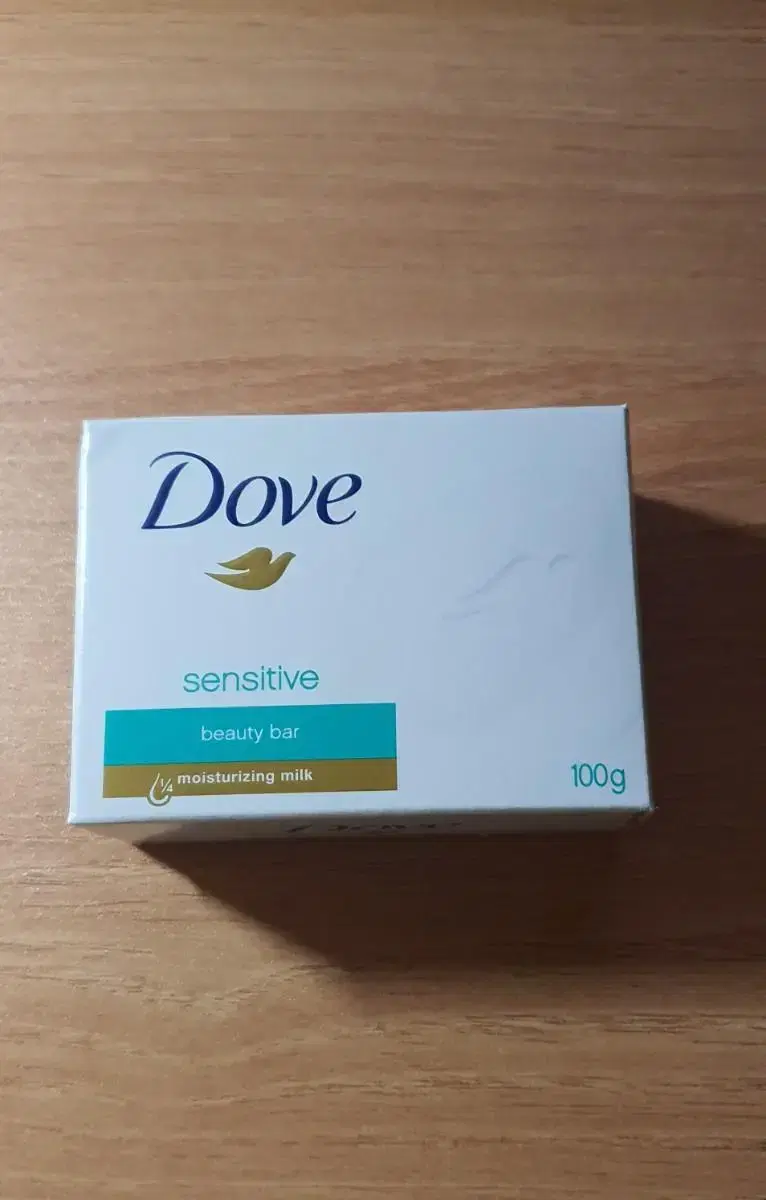 Dove
sensitive
beauty bar
1/4 moisturizing milk
100g